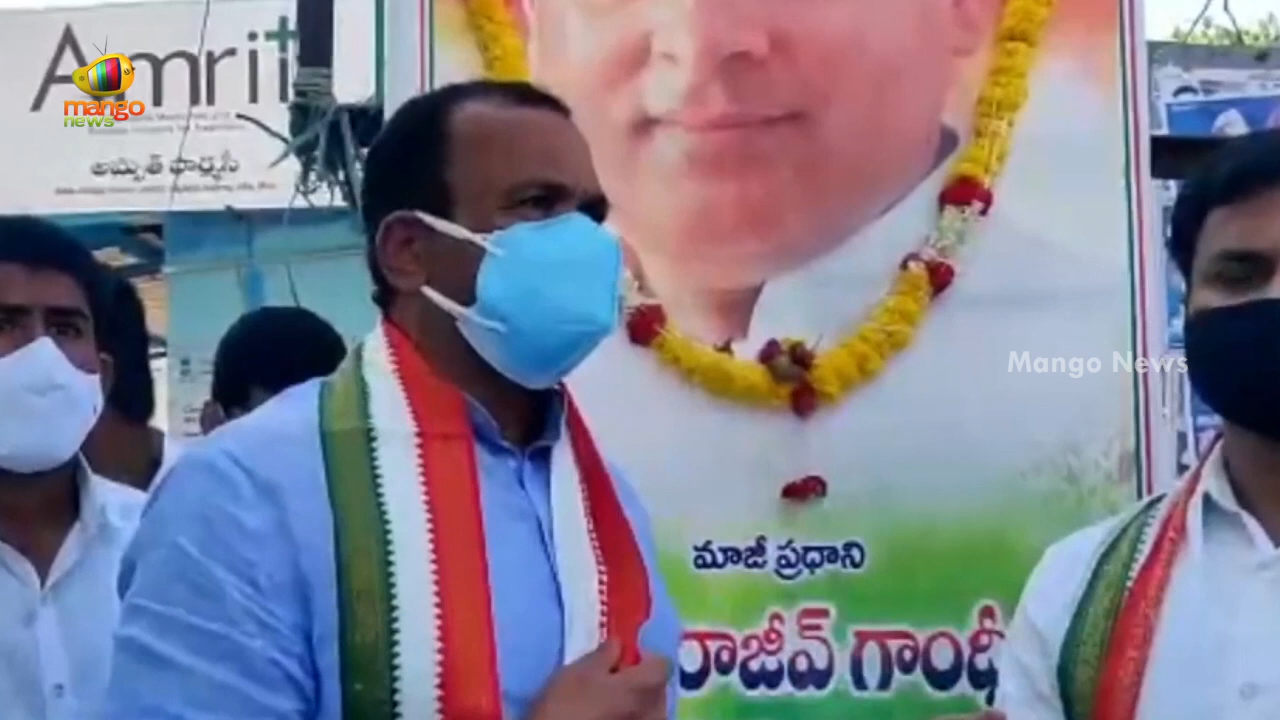 Amrit
mango
news
అమృత్ ఫార్మసీ
Mango News
మాజీ ప్రధాని
రాజీవ్ గాంధీ